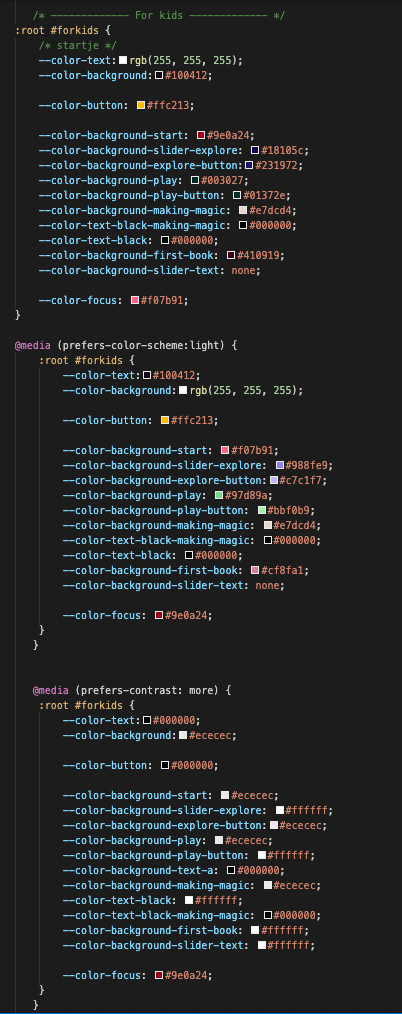 /* ------------- For kids ------------- */
:root #forkids {
/* startje */
--color-text: rgb(255, 255, 255);
--color-background: #100412;
--color-button: #ffc213;
--color-background-start: #9e0a24;
--color-background-slider-explore: #18105c;
--color-background-explore-button: #231972;
--color-background-play: #003027;
--color-background-play-button: #01372e;
--color-background-making-magic: #e7dcd4;
--color-text-black-making-magic: #000000;
--color-text-black: #000000;
--color-background-first-book: #410919;
--color-background-slider-text: none;
--color-focus: #f07b91;
}
@media (prefers-color-scheme:light) {
:root #forkids {
--color-text: #100412;
--color-background: rgb(255, 255, 255);
--color-button: #ffc213;
--color-background-start: #f07b91;
--color-background-slider-explore: #988fe9;
--color-background-explore-button: #c7c1f7;
--color-background-play: #97d89a;
--color-background-play-button: #bbf0b9;
--color-background-making-magic: #e7dcd4;
--color-text-black-making-magic: #000000;
--color-text-black: #000000;
--color-background-first-book: #cf8fa1;
--color-background-slider-text: none;
--color-focus: #9e0a24;
}
}
@media (prefers-contrast: more) {
:root #forkids {
--color-text: #000000;
--color-background: #ececec;
--color-button: #000000;
--color-background-start: #ececec;
--color-background-slider-explore: #ffffff;
--color-background-explore-button: #ececec;
--color-background-play: #ececec;
--color-background-play-button: #ffffff;
--color-background-text-a: #000000;
--color-background-making-magic: #ececec;
--color-text-black: #ffffff;
--color-text-black-making-magic: #000000;
--color-background-first-book: #ffffff;
--color-background-slider-text: #ffffff;
--color-focus: #9e0a24;
}
}